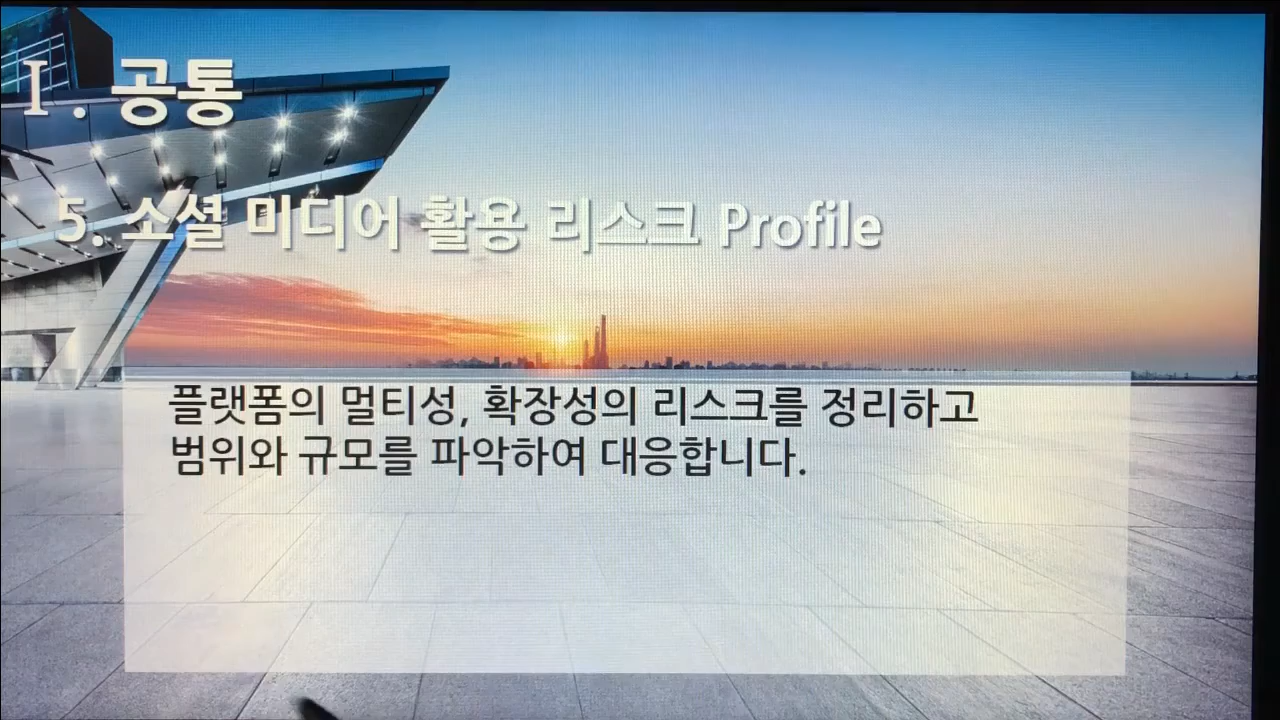 I. 공통
5. 소셜 미디어 활용 리스크 Profile
플랫폼의 멀티성, 확장성의 리스크를 정리하고
범위와 규모를 파악하여 대응합니다.